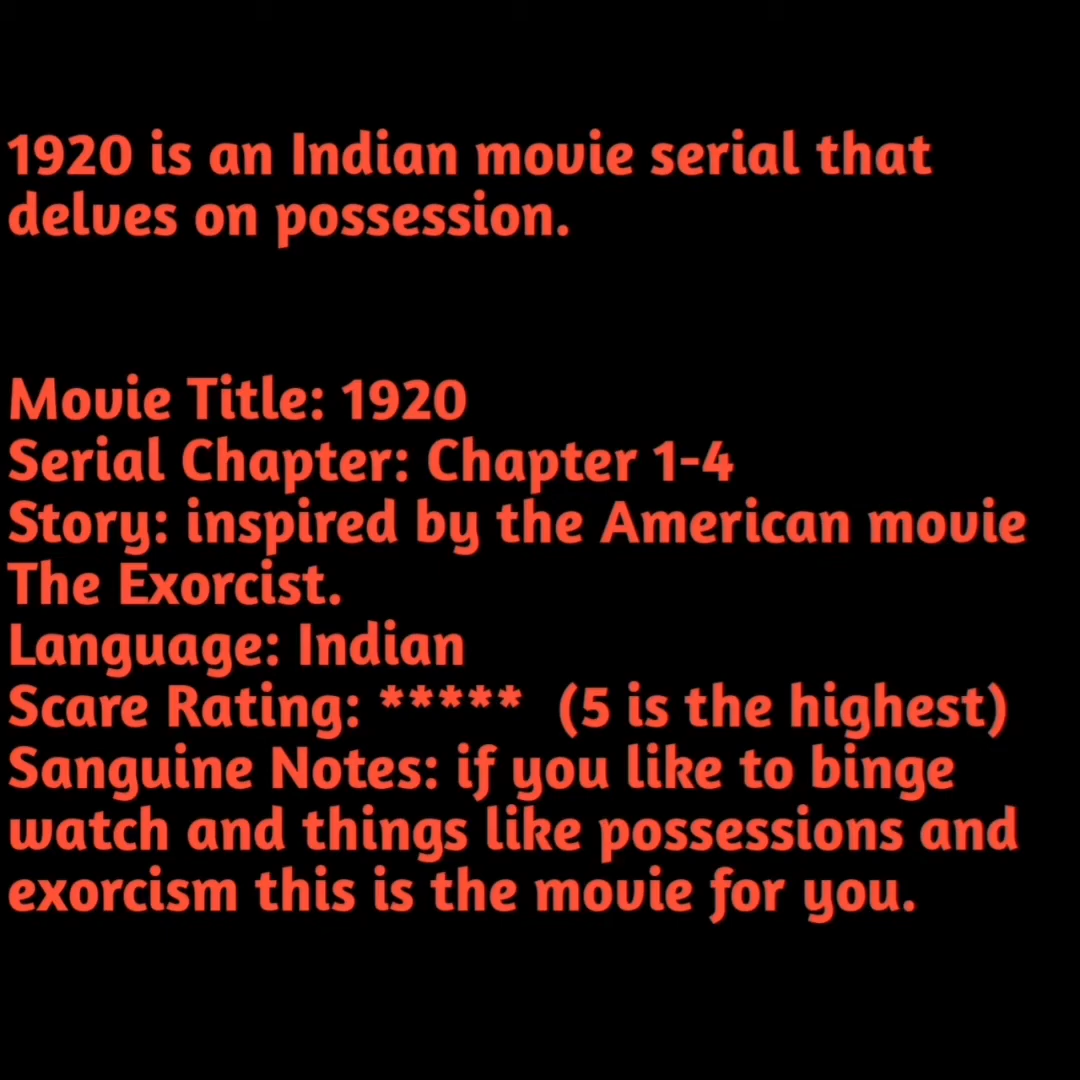 1920 is an Indian movie serial that
delves on possession.
Movie Title: 1920
Serial Chapter: Chapter 1-4
Story: inspired by the American movie
The Exorcist.
Language: Indian
Scare Rating: ***** (5 is the highest)
Sanguine Notes: if you like to binge
watch and things like possessions and
exorcism this is the movie for you.